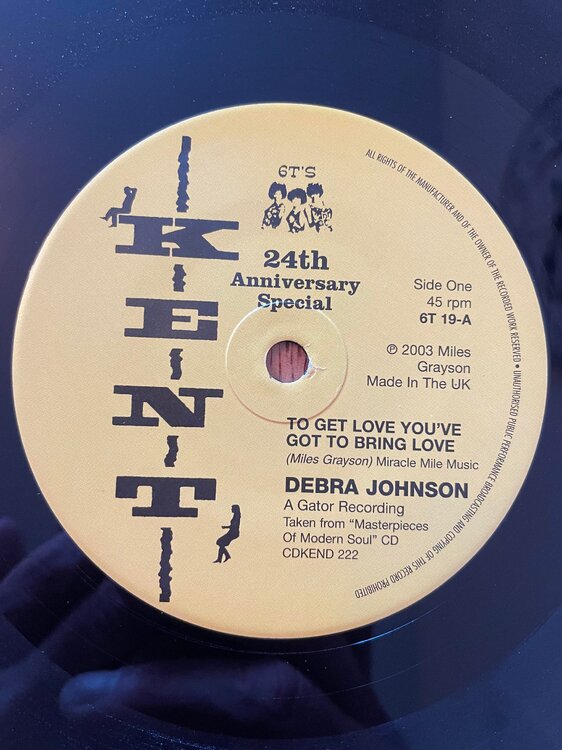 KENT
6T'S
24th
Anniversary
Special
Side One
45 rpm
6T 19-A
℗ 2003 Miles
Grayson
Made In The UK
TO GET LOVE YOU'VE
GOT TO BRING LOVE
(Miles Grayson) Miracle Mile Music
DEBRA JOHNSON
A Gator Recording
Taken from “Masterpieces
Of Modern Soul” CD
CDKEND 222
ALL RIGHTS OF THE MANUFACTURER AND OF THE OWNER OF THE RECORDED WORK RESERVED • UNAUTHORISED PUBLIC PERFORMANCE BROADCASTING AND COPYING OF THIS RECORD PROHIBITED